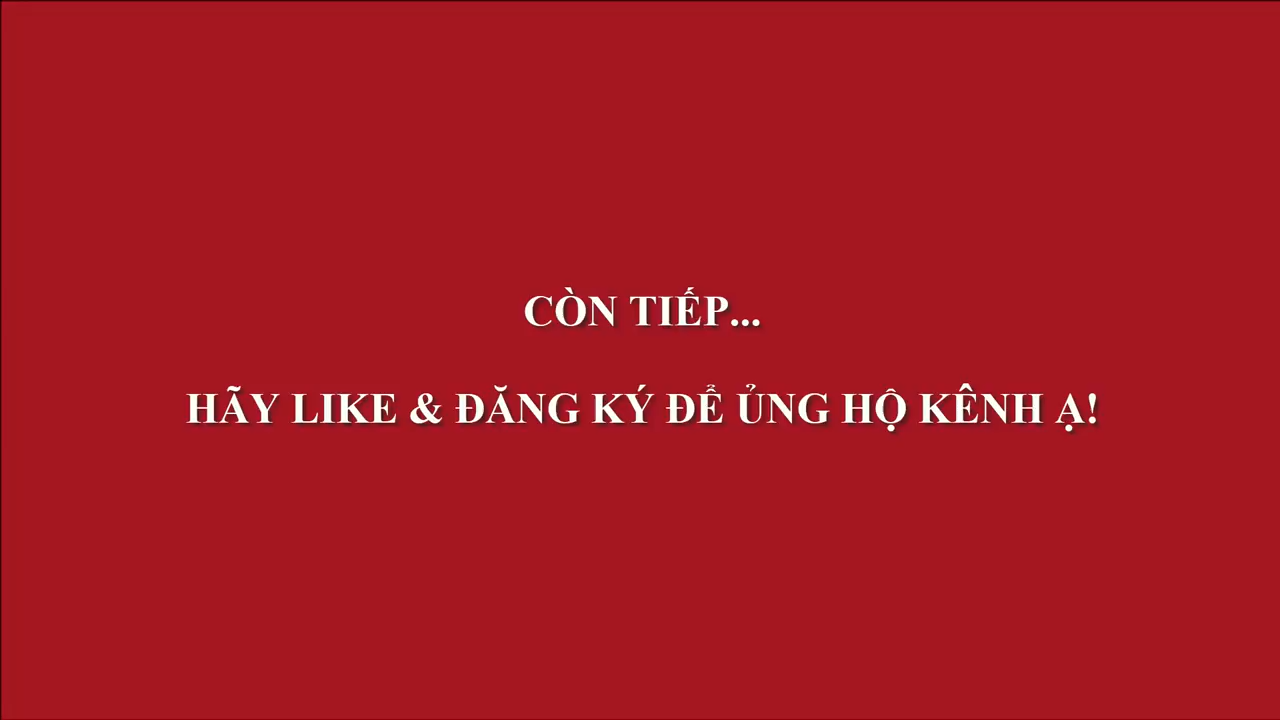 CÒN TIẾP...
HÃY LIKE & ĐĂNG KÝ ĐỂ ỦNG HỘ KÊNH Ạ!